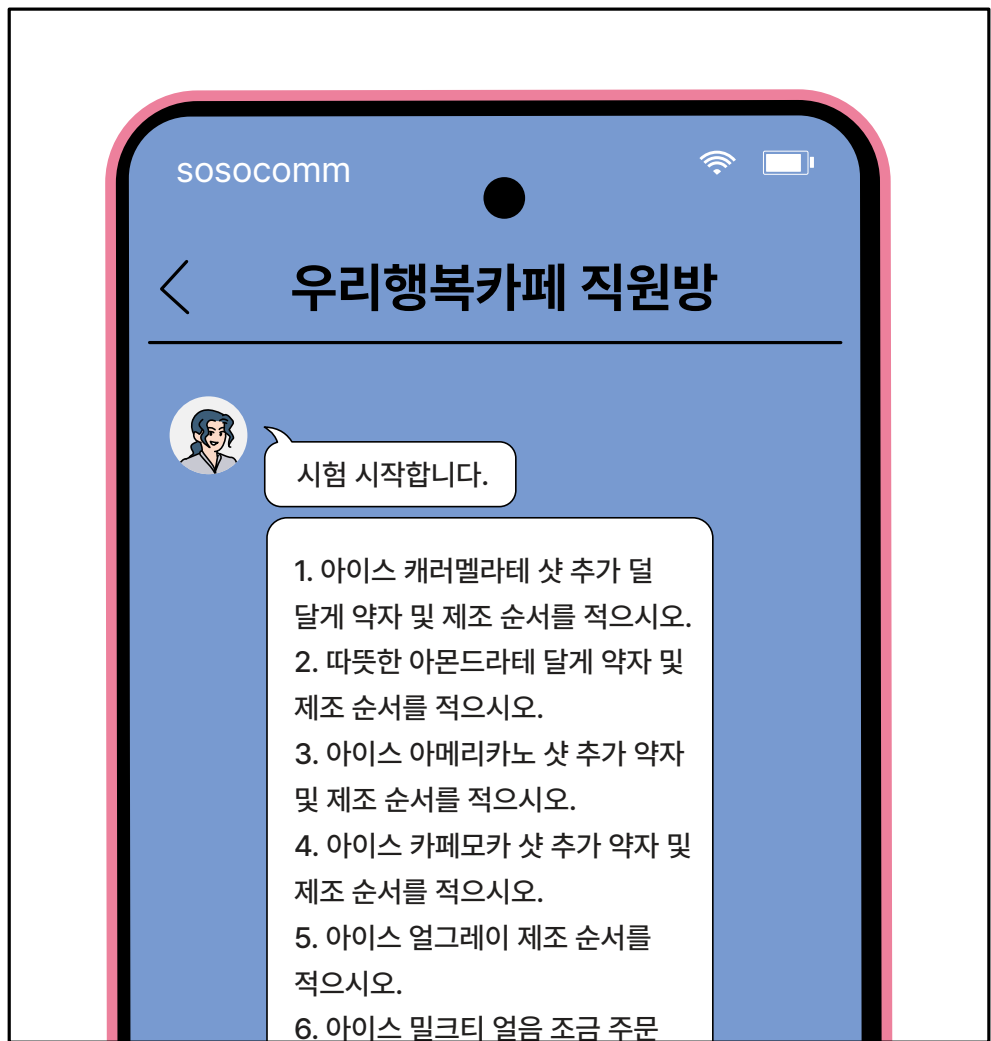 sosocomm
우리행복카페 직원방
시험 시작합니다.
1. 아이스 캐러멜라테 샷 추가 덜
달게 약자 및 제조 순서를 적으시오.
2. 따뜻한 아몬드라테 달게 약자 및
제조 순서를 적으시오.
3. 아이스 아메리카노 샷 추가 약자
및 제조 순서를 적으시오.
4. 아이스 카페모카 샷 추가 약자 및
제조 순서를 적으시오.
5. 아이스 얼그레이 제조 순서를
적으시오.
6. 아이스 밀크티 얼음 조금 주문